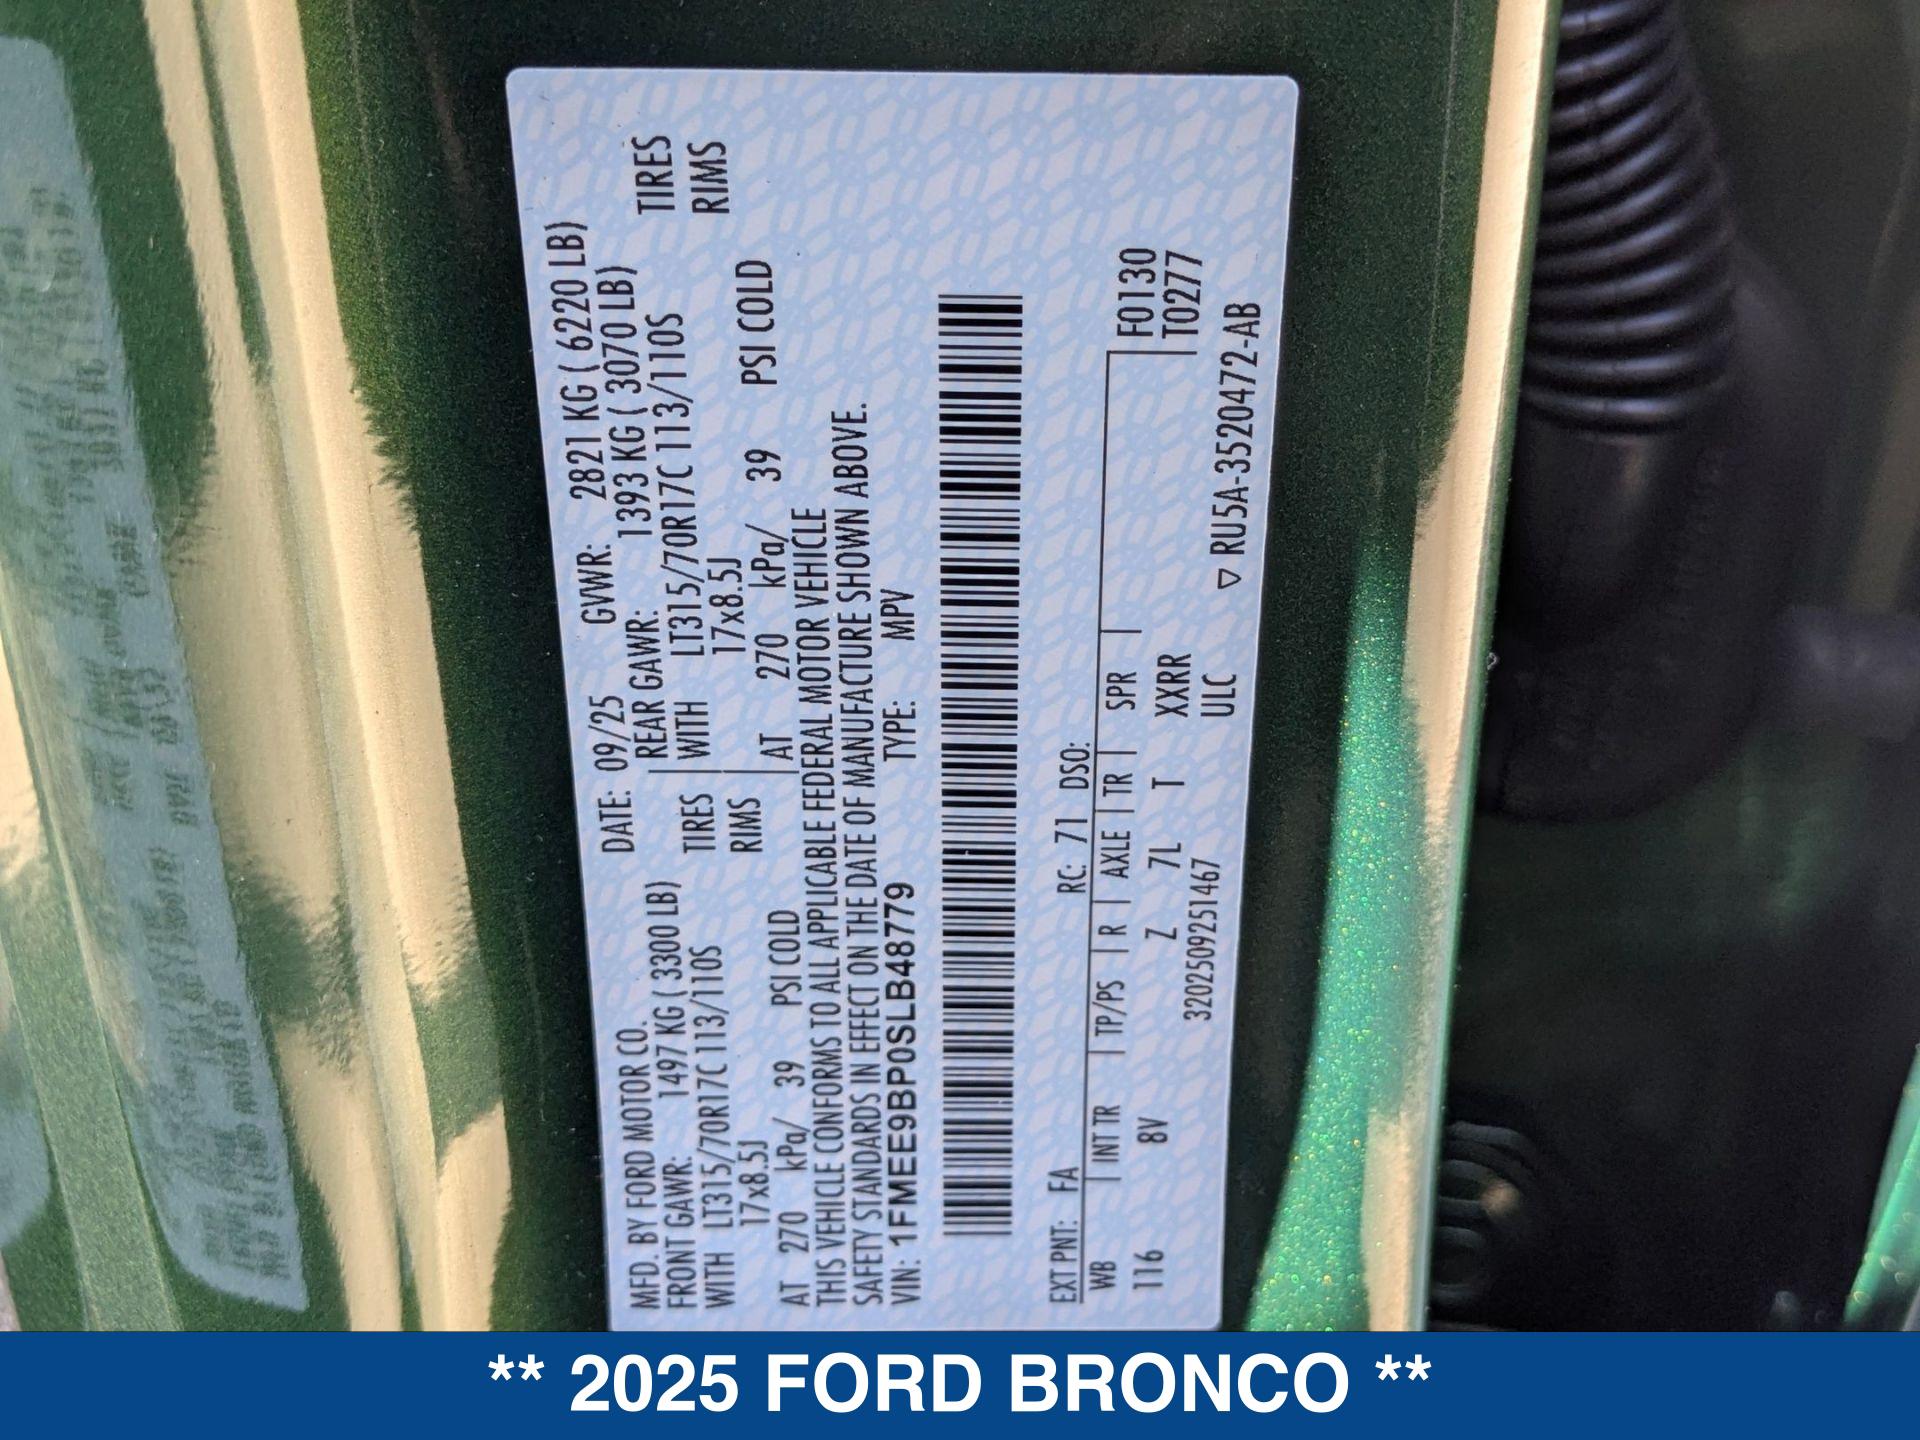 MFD. BY FORD MOTOR CO.
DATE: 09/25 GVWR: 2821 KG ( 6220 LB)
FRONT GAWR: 1497 KG ( 3300 LB)
REAR GAWR: 1393 KG ( 3070 LB)
WITH LT315/70R17C 113/110S TIRES
WITH LT315/70R17C 113/110S TIRES
17x8.5J RIMS
17x8.5J RIMS
AT 270 kPa/ 39 PSI COLD
AT 270 kPa/ 39 PSI COLD
THIS VEHICLE CONFORMS TO ALL APPLICABLE FEDERAL MOTOR VEHICLE
SAFETY STANDARDS IN EFFECT ON THE DATE OF MANUFACTURE SHOWN ABOVE.
VIN: 1FMEE9BP0SLB48779 TYPE: MPV
EXT PNT: FA RC: 71 DSO:
WB | INT TR | TP/PS | R | AXLE | TR | SPR | F0130
116 8V Z 7L T XXRR T0277
3202509251467 ULC
▽ RU5A-3520472-AB
** 2025 FORD BRONCO **